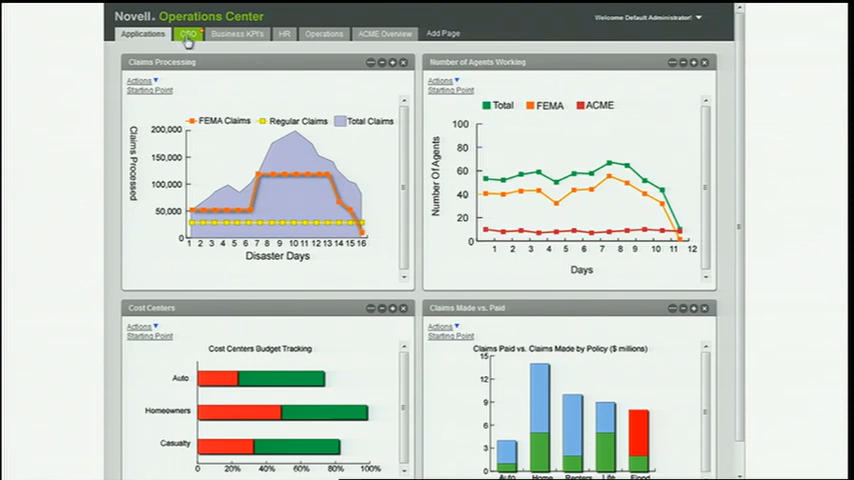 Novell. Operations Center
Welcome Default Administrator!
Applications CSO Business KPI's HR Operations ACME Overview Add Page
Claims Processing
Actions
Starting Point
FEMA Claims Regular Claims Total Claims
Claims Processed
200,000
150,000
100,000
50,000
0
1 2 3 4 5 6 7 8 9 10 11 12 13 14 15 16
Disaster Days
Number of Agents Working
Actions
Starting Point
Total FEMA ACME
Number Of Agents
100
80
60
40
20
0
1 2 3 4 5 6 7 8 9 10 11 12
Days
Cost Centers
Actions
Starting Point
Cost Centers Budget Tracking
Auto
Homeowners
Casualty
0 20% 40% 60% 80% 100%
Claims Made vs. Paid
Actions
Starting Point
Claims Paid vs. Claims Made by Policy ($ millions)
15
12
9
6
3
0
Auto Home Renters Life Flood